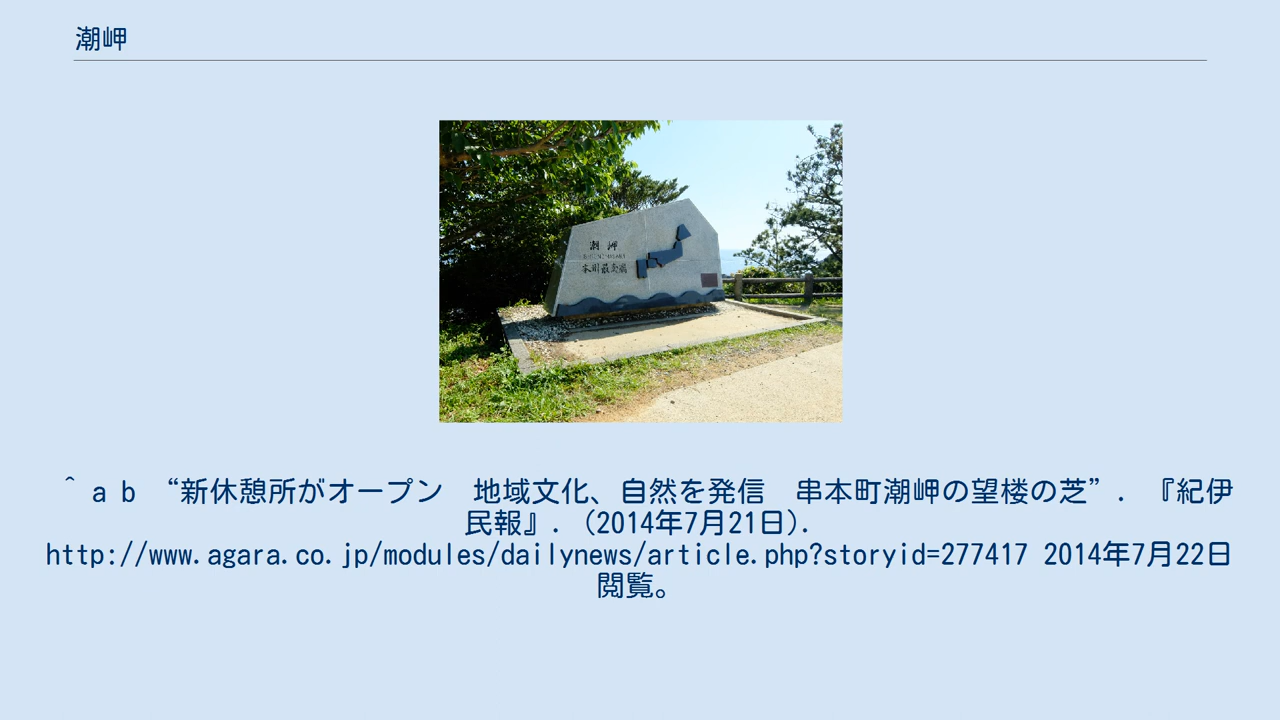 潮岬
潮岬
本州最南端
^ a b “新休憩所がオープン　地域文化、自然を発信　串本町潮岬の望楼の芝”. 『紀伊
民報』. (2014年7月21日).
http://www.agara.co.jp/modules/dailynews/article.php?storyid=277417 2014年7月22日
閲覧。